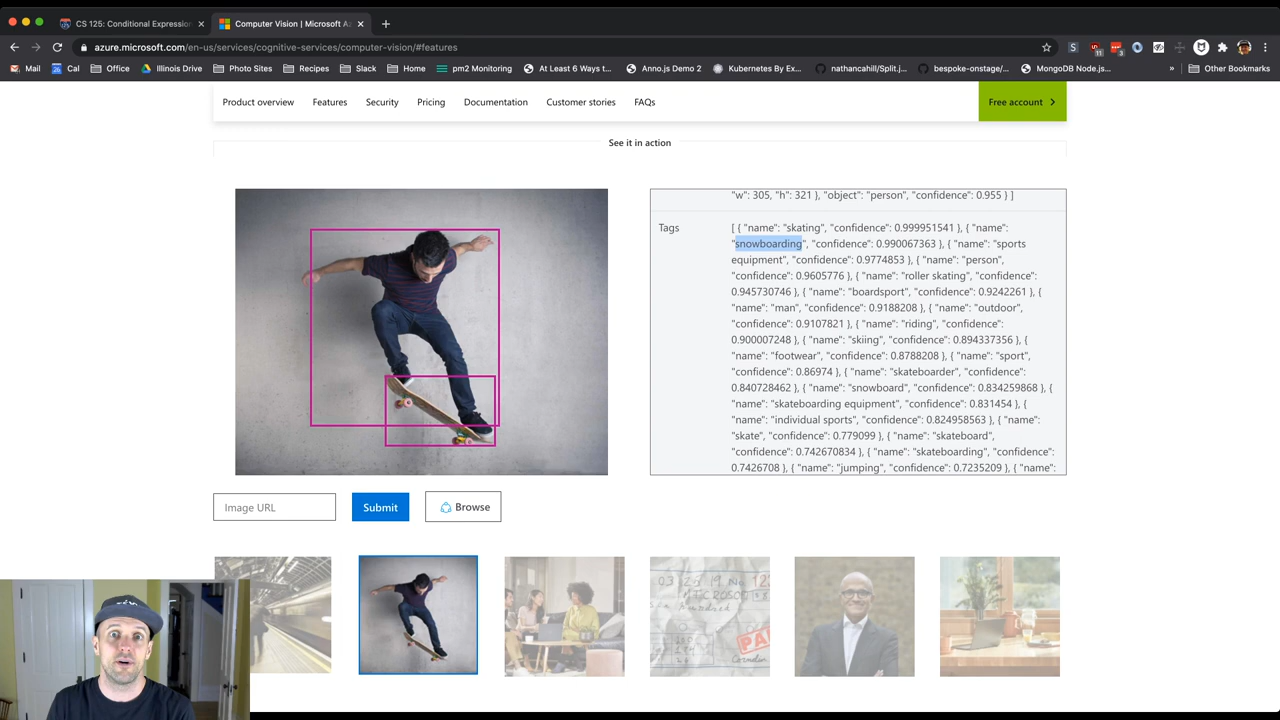 CS 125: Conditional Expression
Computer Vision | Microsoft Az
azure.microsoft.com/en-us/services/cognitive-services/computer-vision/#features
Mail Cal Office Illinois Drive Photo Sites Recipes Slack Home pm2 Monitoring At Least 6 Ways t... Anno.js Demo 2 Kubernetes By Ex... nathancahill/Split.j... bespoke-onstage/... MongoDB Node.js... » Other Bookmarks
Product overview Features Security Pricing Documentation Customer stories FAQs Free account
See it in action
"w": 305, "h": 321 }, "object": "person", "confidence": 0.955 } ]
Tags [ { "name": "skating", "confidence": 0.999951541 }, { "name":
"snowboarding", "confidence": 0.990067363 }, { "name": "sports
equipment", "confidence": 0.9774853 }, { "name": "person",
"confidence": 0.9605776 }, { "name": "roller skating", "confidence":
0.945730746 }, { "name": "boardsport", "confidence": 0.9242261 }, {
"name": "man", "confidence": 0.9188208 }, { "name": "outdoor",
"confidence": 0.9107821 }, { "name": "riding", "confidence":
0.900007248 }, { "name": "skiing", "confidence": 0.894337356 }, {
"name": "footwear", "confidence": 0.8788208 }, { "name": "sport",
"confidence": 0.86974 }, { "name": "skateboarder", "confidence":
0.840728462 }, { "name": "snowboard", "confidence": 0.834259868 }, {
"name": "skateboarding equipment", "confidence": 0.831454 }, {
"name": "individual sports", "confidence": 0.824958563 }, { "name":
"skate", "confidence": 0.779099 }, { "name": "skateboard",
"confidence": 0.742670834 }, { "name": "skateboarding", "confidence":
0.7426708 }, { "name": "jumping", "confidence": 0.7235209 }, { "name":
Image URL Submit Browse